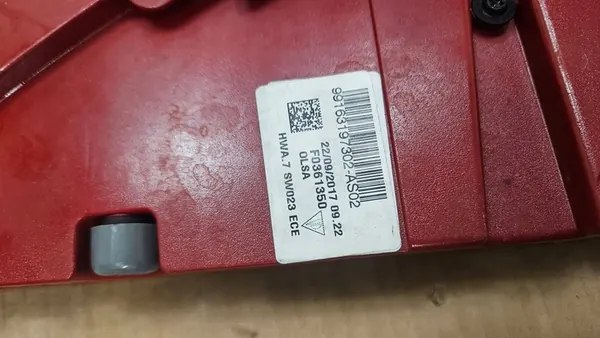 99163197302-AS02
22/09/2017 09.22
F0361350
OLSA
HWA.7 SW023 ECE